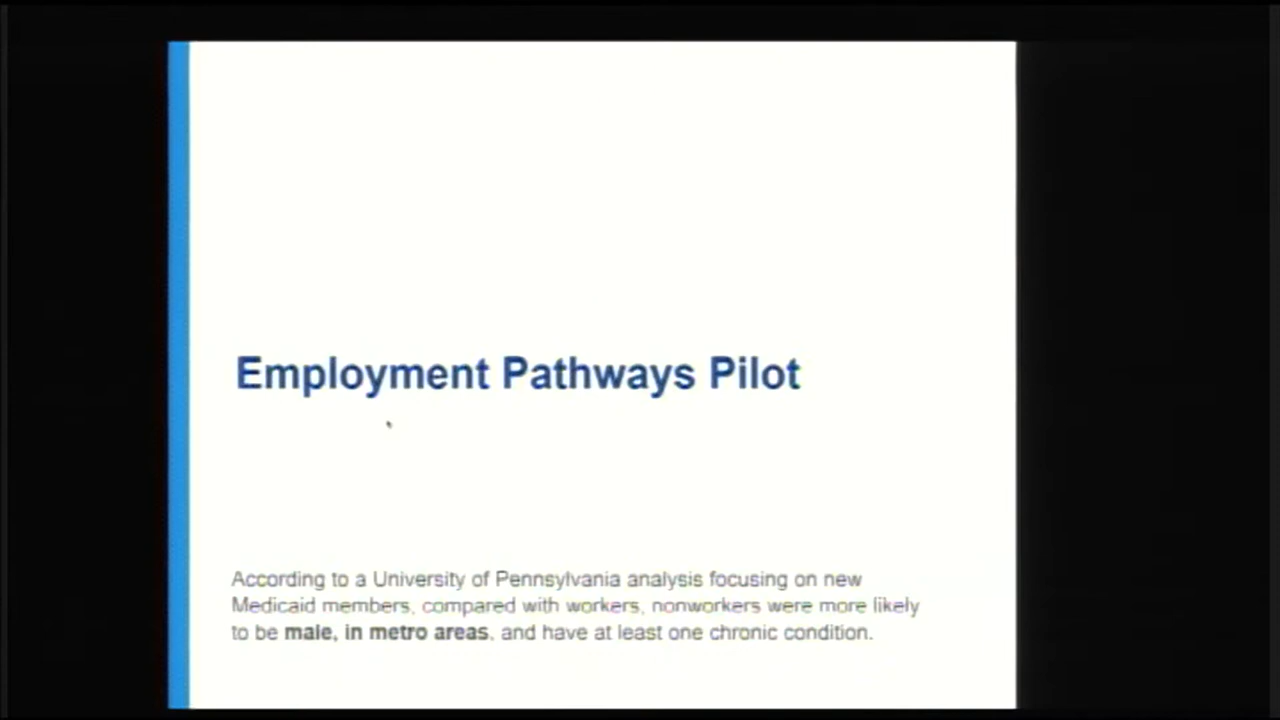 Employment Pathways Pilot
According to a University of Pennsylvania analysis focusing on new
Medicaid members, compared with workers, nonworkers were more likely
to be male, in metro areas, and have at least one chronic condition.